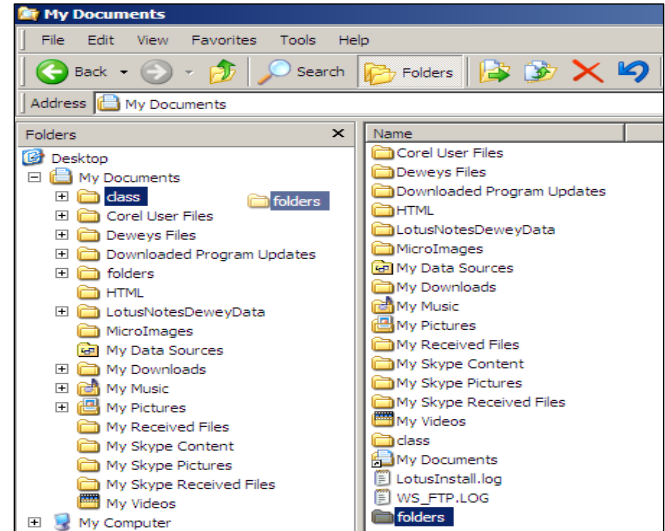 My Documents
File Edit View Favorites Tools Help
Back Search Folders
Address My Documents
Folders
Desktop
My Documents
class
Corel User Files
Deweys Files
Downloaded Program Updates
folders
HTML
LotusNotesDeweyData
MicroImages
My Data Sources
My Downloads
My Music
My Pictures
My Received Files
My Skype Content
My Skype Pictures
My Skype Received Files
My Videos
My Computer
folders
Name
Corel User Files
Deweys Files
Downloaded Program Updates
HTML
LotusNotesDeweyData
MicroImages
My Data Sources
My Downloads
My Music
My Pictures
My Received Files
My Skype Content
My Skype Pictures
My Skype Received Files
My Videos
class
My Documents
LotusInstall.log
WS_FTP.LOG
folders